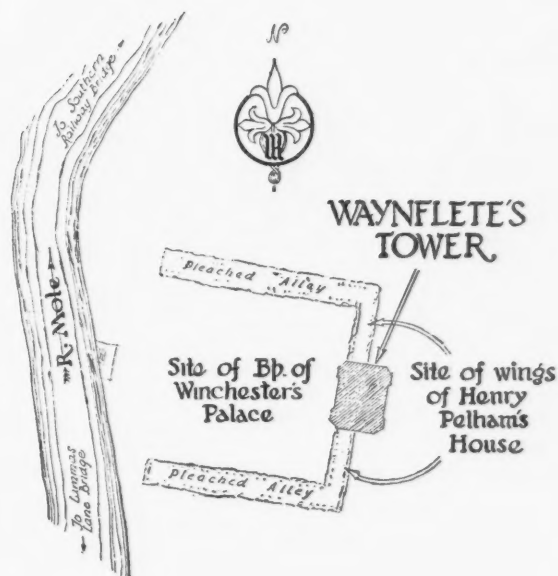 N
To Southern
Railway Bridge
WAYNFLETE'S
TOWER
Pleached Alley
R. Mole
Site of Bp. of
Winchester's
Palace
Site of wings
of Henry
Pelham's
House
Pleached Alley
To Lammas
Lane Bridge